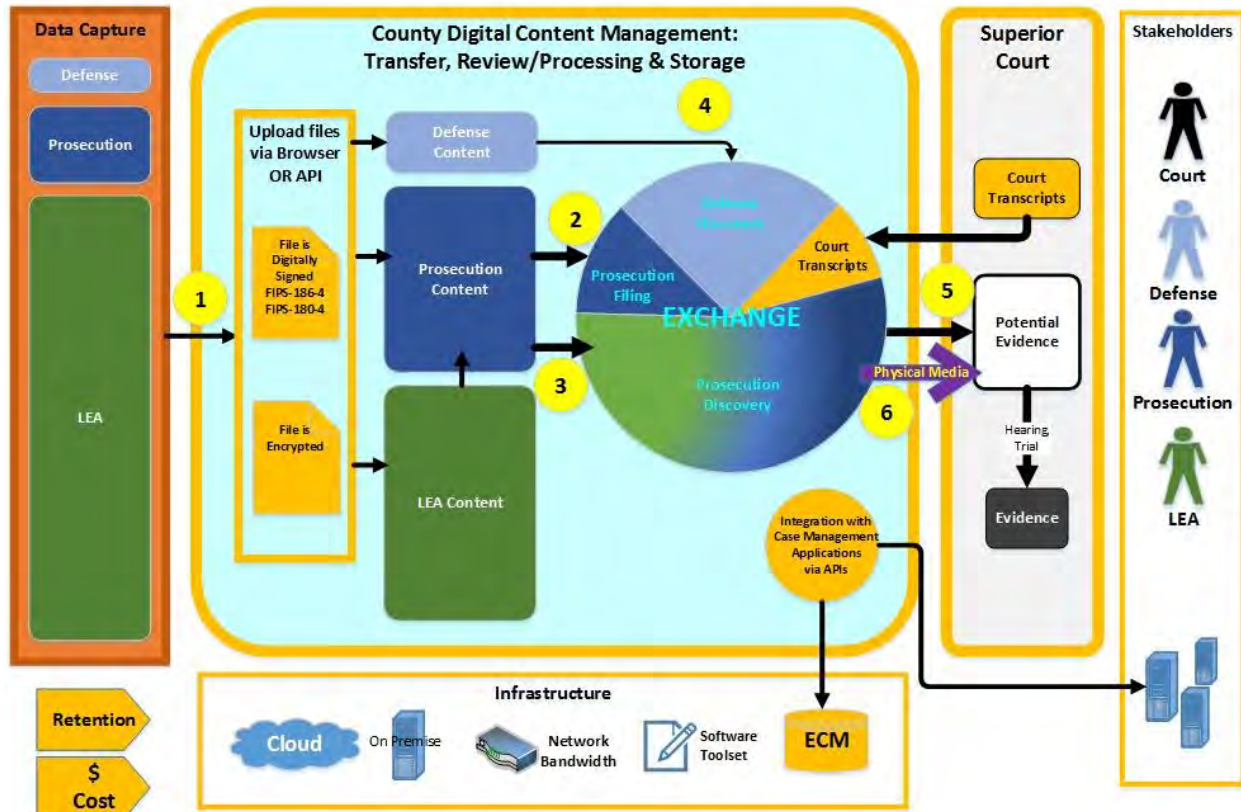 Data Capture
Defense
Prosecution
LEA
County Digital Content Management:
Transfer, Review/Processing & Storage
Upload files
via Browser
OR API
File is
Digitally
Signed
FIPS-186-4
FIPS-180-4
File is
Encrypted
Defense
Content
Prosecution
Content
LEA Content
1
2
3
4
5
6
Defense
Discovery
Court
Transcripts
Prosecution
Filing
EXCHANGE
Prosecution
Discovery
Physical Media
Integration with
Case Management
Applications
via APIs
Superior
Court
Court
Transcripts
Potential
Evidence
Hearing,
Trial
Evidence
Stakeholders
Court
Defense
Prosecution
LEA
Retention
$
Cost
Infrastructure
Cloud
On Premise
Network
Bandwidth
Software
Toolset
ECM